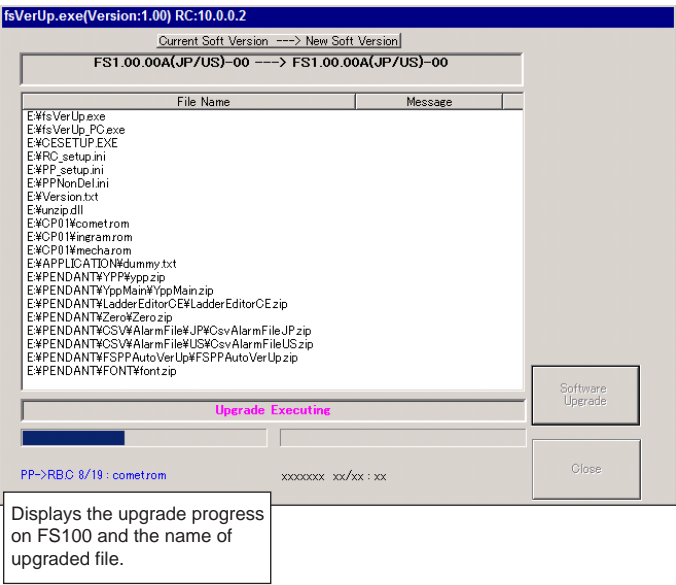 fsVerUp.exe(Version:1.00) RC:10.0.0.2
Current Soft Version ---> New Soft Version
FS1.00.00A(JP/US)-00 ---> FS1.00.00A(JP/US)-00
File Name Message
E:¥fsVerUp.exe
E:¥fsVerUp_PC.exe
E:¥CESETUP.EXE
E:¥RC_setup.ini
E:¥PP_setup.ini
E:¥PPNonDel.ini
E:¥Version.txt
E:¥unzip.dll
E:¥CP01¥comet.rom
E:¥CP01¥ingram.rom
E:¥CP01¥mecha.rom
E:¥APPLICATION¥dummy.txt
E:¥PENDANT¥YPP¥ypp.zip
E:¥PENDANT¥YppMain¥YppMain.zip
E:¥PENDANT¥LadderEditorCE¥LadderEditorCE.zip
E:¥PENDANT¥Zero¥Zero.zip
E:¥PENDANT¥CSV¥AlarmFile¥JP¥CsvAlarmFileJP.zip
E:¥PENDANT¥CSV¥AlarmFile¥US¥CsvAlarmFileUS.zip
E:¥PENDANT¥FSPPAutoVerUp¥FSPPAutoVerUp.zip
E:¥PENDANT¥FONT¥font.zip
Software
Upgrade
Upgrade Executing
Close
PP->RBC 8/19 : comet.rom
xxxxxxx xx/xx : xx
Displays the upgrade progress
on FS100 and the name of
upgraded file.